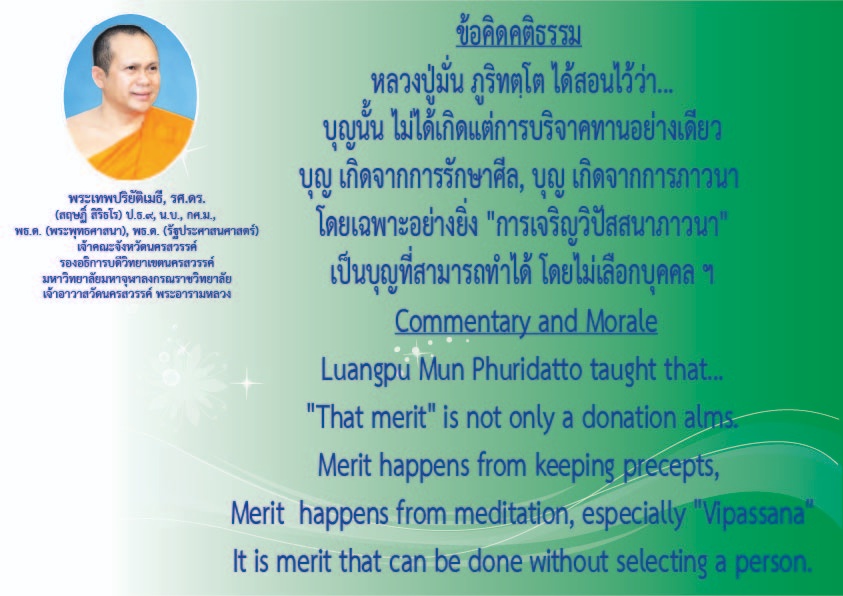 พระเทพปริยัติเมธี, รศ.ดร.
(สฤษฎิ์ สิริธโร) ป.ธ.๙, น.บ., กศ.ม.,
พธ.ด. (พระพุทธศาสนา), พธ.ด. (รัฐประศาสนศาสตร์)
เจ้าคณะจังหวัดนครสวรรค์
รองอธิการบดีวิทยาเขตนครสวรรค์
มหาวิทยาลัยมหาจุฬาลงกรณราชวิทยาลัย
เจ้าอาวาสวัดนครสวรรค์ พระอารามหลวง
ข้อคิดคติธรรม
หลวงปู่มั่น ภูริทตฺโต ได้สอนไว้ว่า...
บุญนั้น ไม่ได้เกิดแต่การบริจาคทานอย่างเดียว
บุญ เกิดจากการรักษาศีล, บุญ เกิดจากการภาวนา
โดยเฉพาะอย่างยิ่ง "การเจริญวิปัสสนาภาวนา"
เป็นบุญที่สามารถทำได้ โดยไม่เลือกบุคคล ฯ
Commentary and Morale
Luangpu Mun Phuridatto taught that...
"That merit" is not only a donation alms.
Merit happens from keeping precepts,
Merit  happens from meditation, especially "Vipassana“
It is merit that can be done without selecting a person.